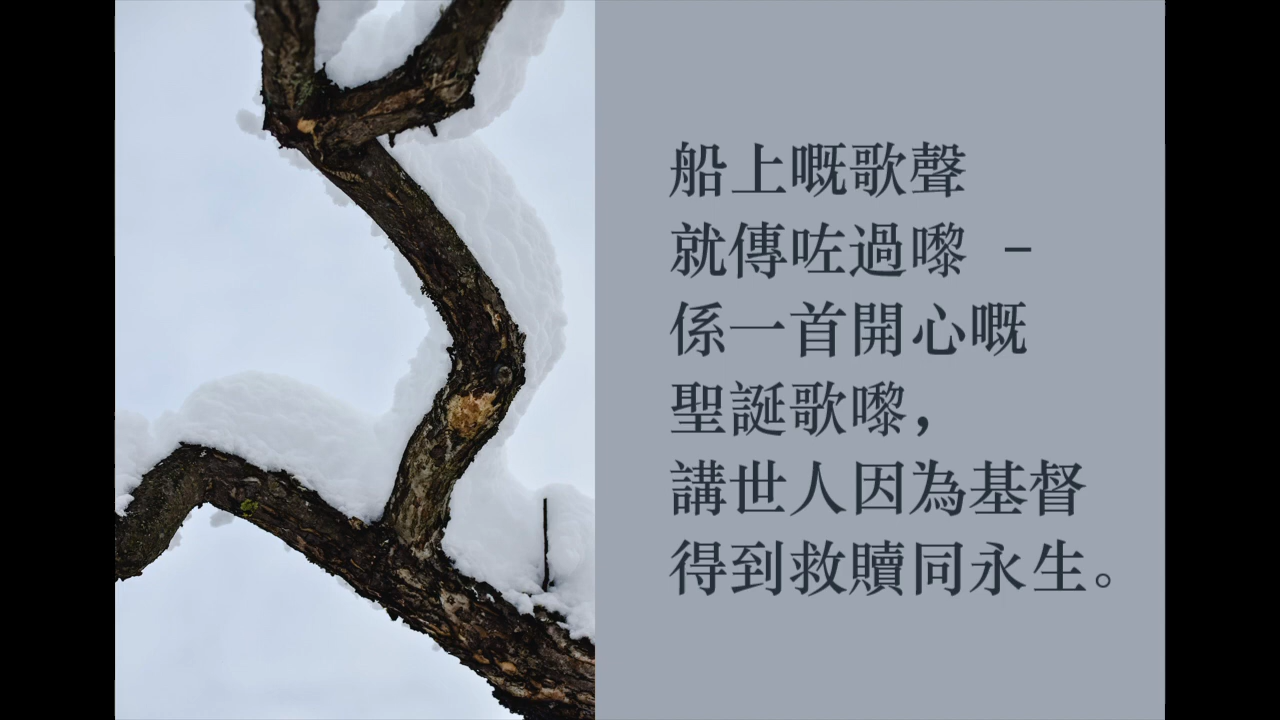 船上嘅歌聲
就傳咗過嚟 –
係一首開心嘅
聖誕歌嚟，
講世人因為基督
得到救贖同永生。